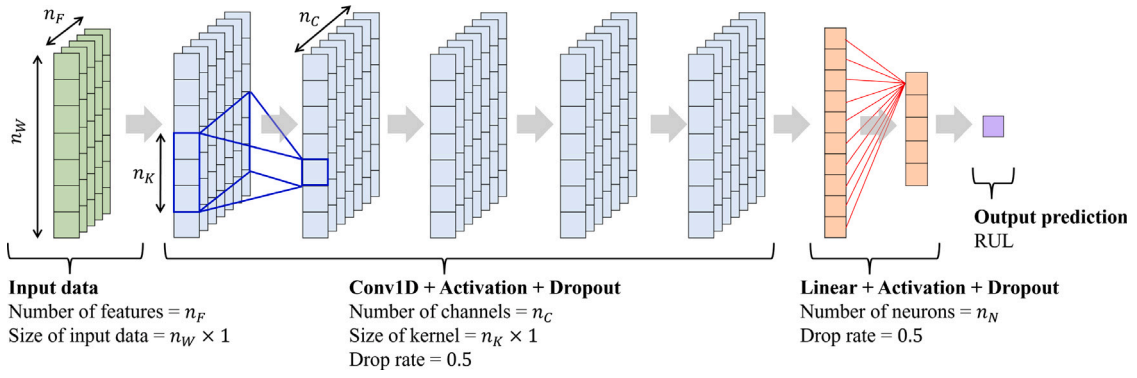 n_F
n_C
n_W
n_K
Input data
Number of features = n_F
Size of input data = n_W × 1
Conv1D + Activation + Dropout
Number of channels = n_C
Size of kernel = n_K × 1
Drop rate = 0.5
Linear + Activation + Dropout
Number of neurons = n_N
Drop rate = 0.5
Output prediction
RUL